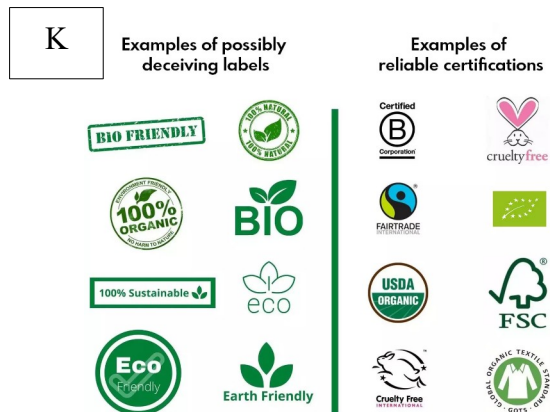 K
Examples of possibly
deceiving labels
BIO FRIENDLY
100% NATURAL
100% NATURAL
ENVIRONMENT FRIENDLY
100%
ORGANIC
NO HARM TO NATURE
BIO
100% Sustainable
eco
Eco
Friendly
Earth Friendly
Examples of
reliable certifications
Certified
B
Corporation
crueltyfree
®
FAIRTRADE
INTERNATIONAL
USDA
ORGANIC
®
FSC
™
Cruelty Free
INTERNATIONAL
GLOBAL ORGANIC TEXTILE STANDARD
· GOTS ·